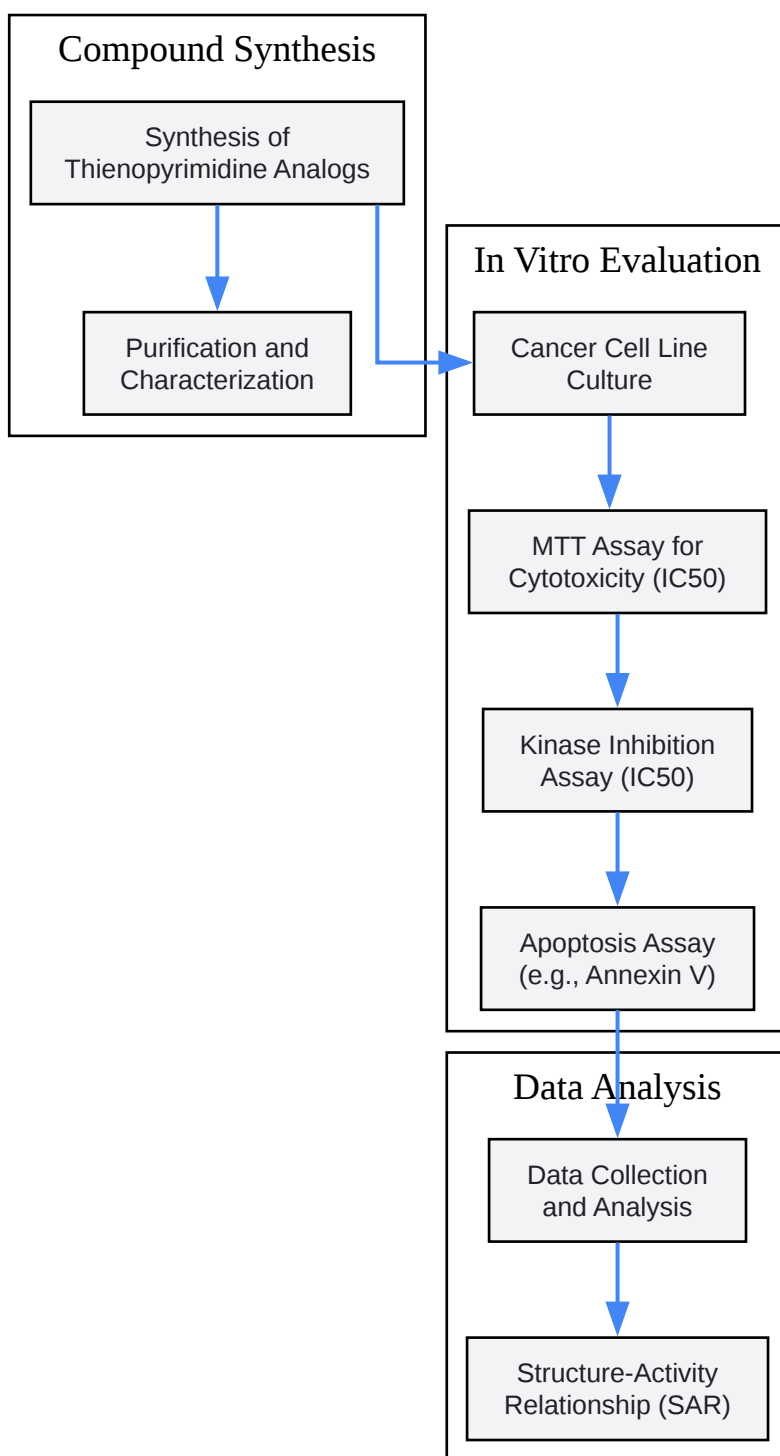 Compound Synthesis
Synthesis of
Thienopyrimidine Analogs
Purification and
Characterization
In Vitro Evaluation
Cancer Cell Line
Culture
MTT Assay for
Cytotoxicity (IC50)
Kinase Inhibition
Assay (IC50)
Apoptosis Assay
(e.g., Annexin V)
Data Analysis
Data Collection
and Analysis
Structure-Activity
Relationship (SAR)